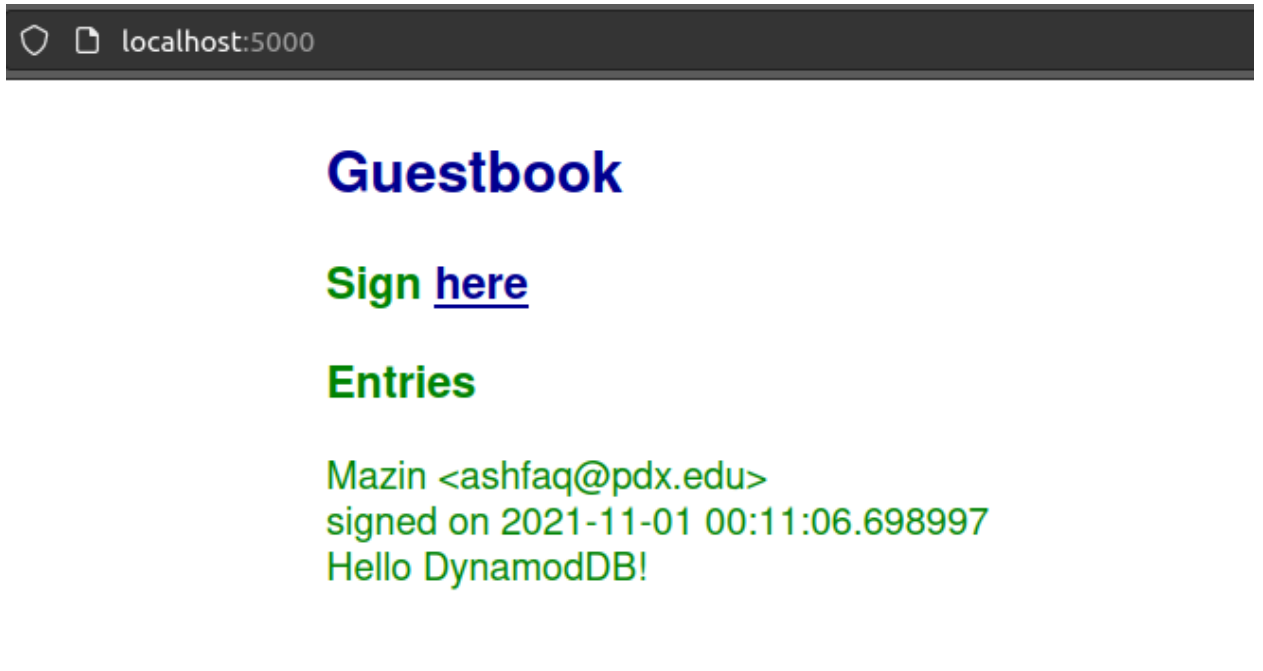 localhost:5000
Guestbook
Sign here
Entries
Mazin <ashfaq@pdx.edu>
signed on 2021-11-01 00:11:06.698997
Hello DynamodDB!